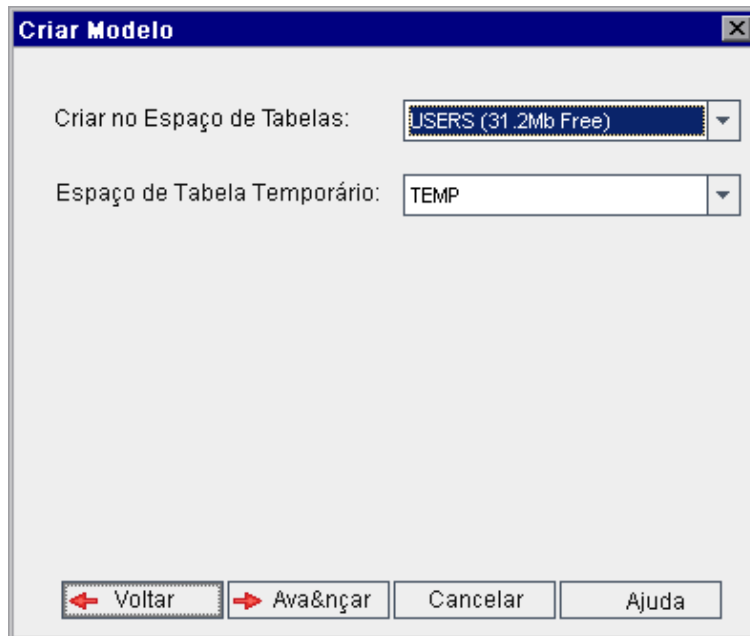 Criar Modelo
Criar no Espaço de Tabelas: USERS (31.2Mb Free)
Espaço de Tabela Temporário: TEMP
Voltar Ava&nçar Cancelar Ajuda